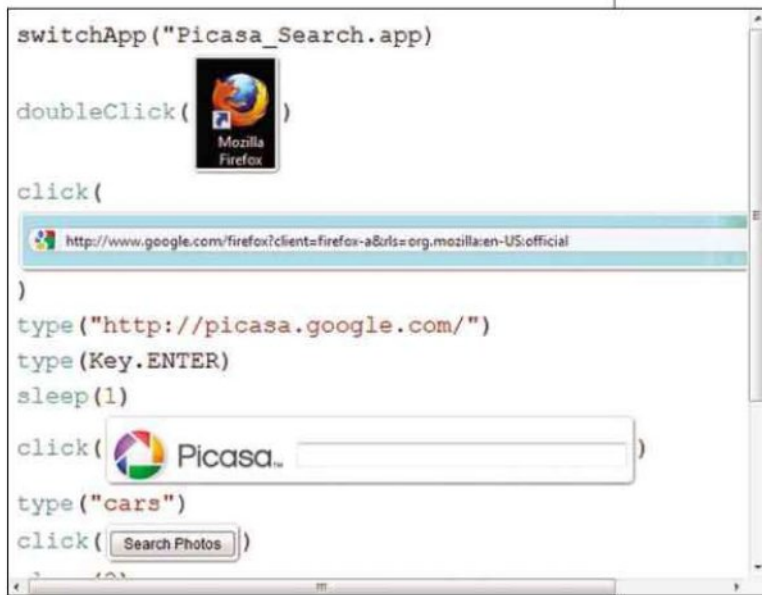 switchApp("Picasa_Search.app)
doubleClick( Mozilla Firefox )
click(
http://www.google.com/firefox?client=firefox-a&rls=org.mozilla:en-US:official
)
type("http://picasa.google.com/")
type(Key.ENTER)
sleep(1)
click( Picasa™ )
type("cars")
click( Search Photos )